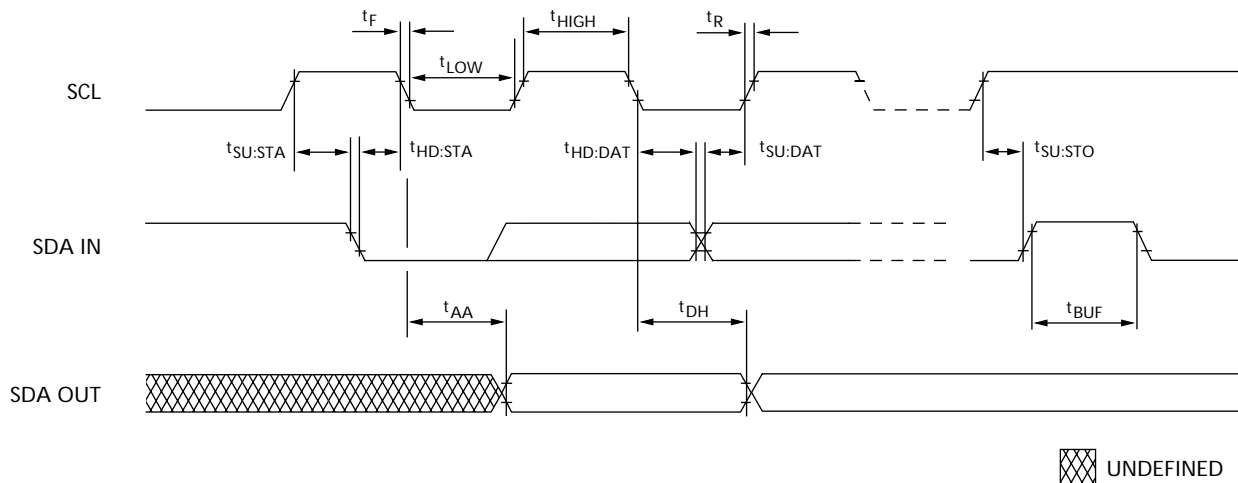 tF
tHIGH
tR
tLOW
SCL
tSU:STA
tHD:STA
tHD:DAT
tSU:DAT
tSU:STO
SDA IN
tAA
tDH
tBUF
SDA OUT
UNDEFINED